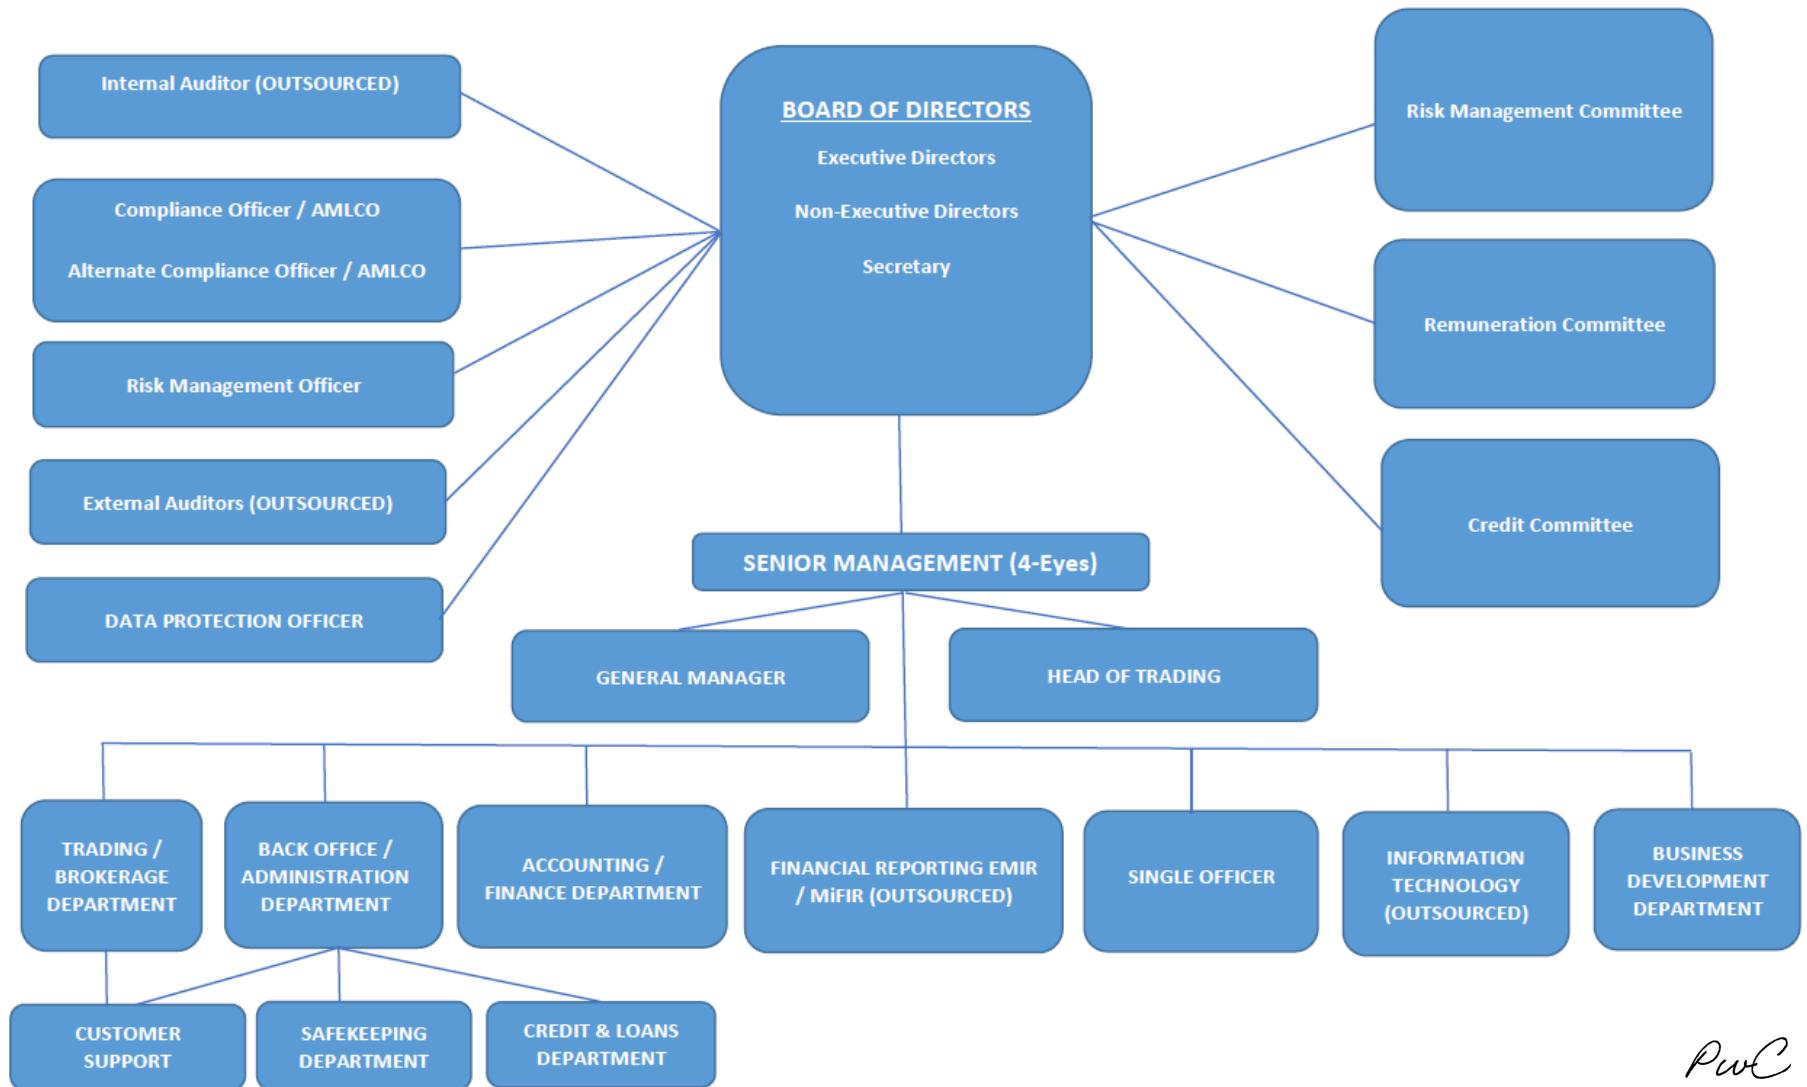 Internal Auditor (OUTSOURCED)
Compliance Officer / AMLCO
Alternate Compliance Officer / AMLCO
Risk Management Officer
External Auditors (OUTSOURCED)
DATA PROTECTION OFFICER
BOARD OF DIRECTORS
Executive Directors
Non-Executive Directors
Secretary
Risk Management Committee
Remuneration Committee
Credit Committee
SENIOR MANAGEMENT (4-Eyes)
GENERAL MANAGER
HEAD OF TRADING
TRADING /
BROKERAGE
DEPARTMENT
BACK OFFICE /
ADMINISTRATION
DEPARTMENT
ACCOUNTING /
FINANCE DEPARTMENT
FINANCIAL REPORTING EMIR
/ MiFIR (OUTSOURCED)
SINGLE OFFICER
INFORMATION
TECHNOLOGY
(OUTSOURCED)
BUSINESS
DEVELOPMENT
DEPARTMENT
CUSTOMER
SUPPORT
SAFEKEEPING
DEPARTMENT
CREDIT & LOANS
DEPARTMENT
PwC